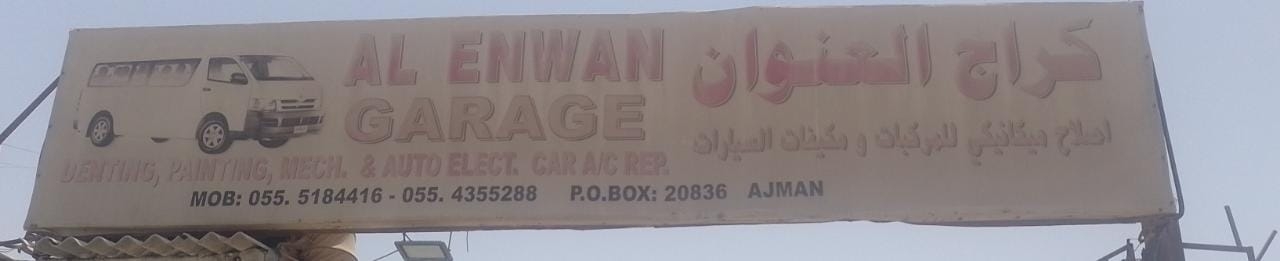 AL ENWAN
GARAGE
كراج العنوان
اصلاح ميكانيكي للمركبات و مكيفات السيارات
DENTING, PAINTING, MECH. & AUTO ELECT. CAR A/C REP.
MOB: 055. 5184416 - 055. 4355288 P.O.BOX: 20836 AJMAN